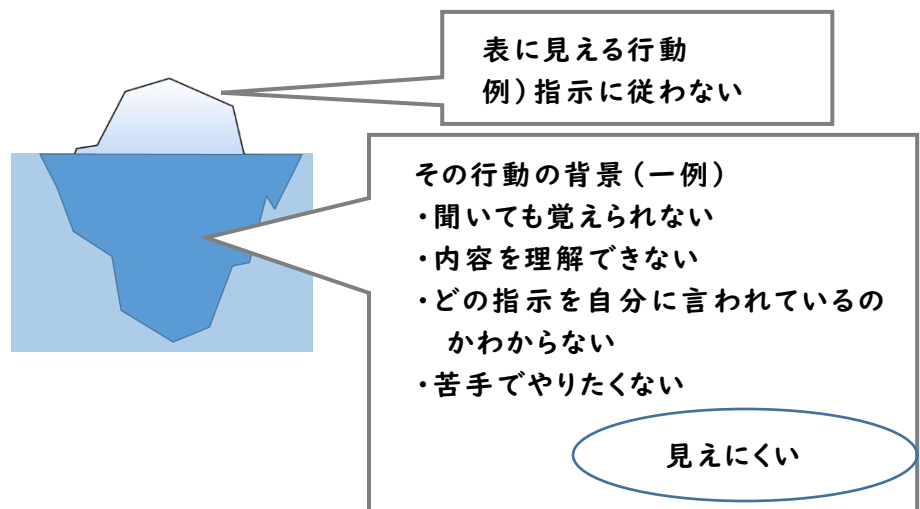 表に見える行動
例)指示に従わない
その行動の背景(一例)
・聞いても覚えられない
・内容を理解できない
・どの指示を自分に言われているの
かわからない
・苦手でやりたくない
見えにくい